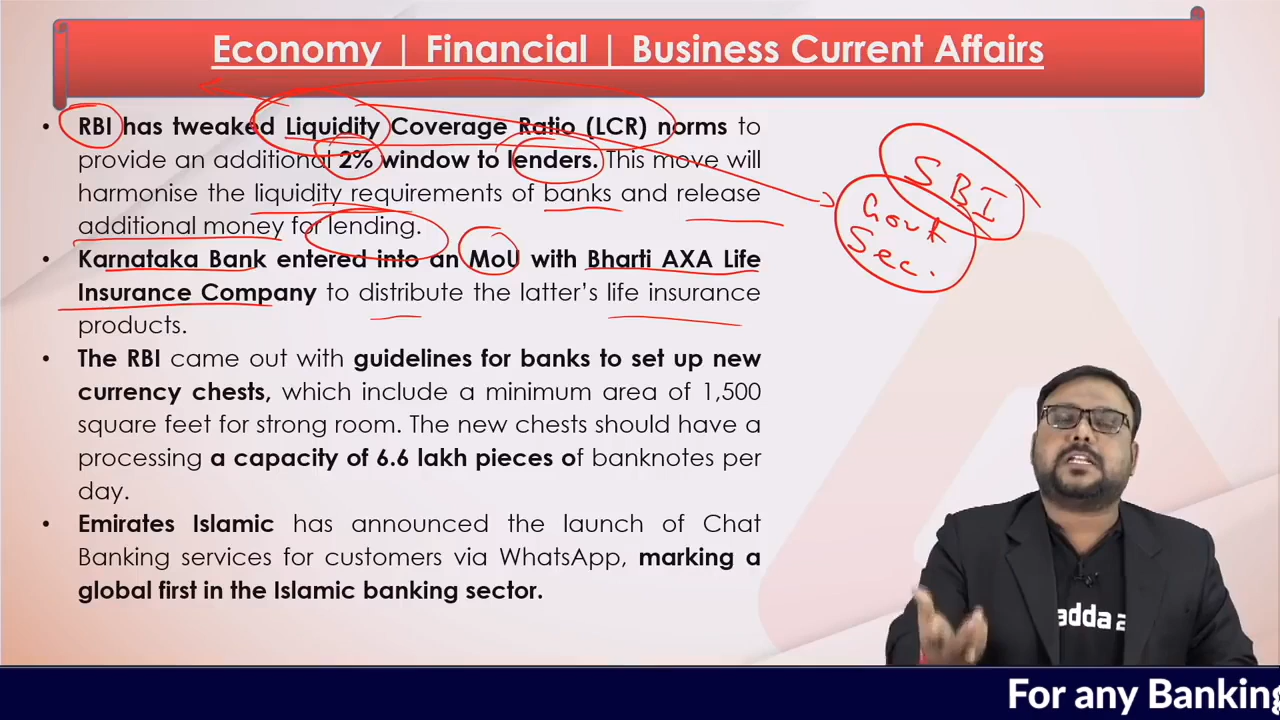 Economy | Financial | Business Current Affairs
• RBI has tweaked Liquidity Coverage Ratio (LCR) norms to
provide an additional 2% window to lenders. This move will
harmonise the liquidity requirements of banks and release
additional money for lending.
• Karnataka Bank entered into an MoU with Bharti AXA Life
Insurance Company to distribute the latter's life insurance
products.
• The RBI came out with guidelines for banks to set up new
currency chests, which include a minimum area of 1,500
square feet for strong room. The new chests should have a
processing a capacity of 6.6 lakh pieces of banknotes per
day.
• Emirates Islamic has announced the launch of Chat
Banking services for customers via WhatsApp, marking a
global first in the Islamic banking sector.
SBI
Govt
Sec.
adda
For any Banking